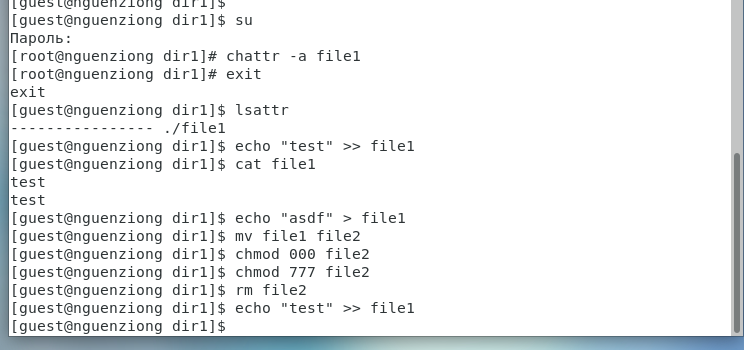 [guest@nguenziong dir1]$
[guest@nguenziong dir1]$ su
Пароль:
[root@nguenziong dir1]# chattr -a file1
[root@nguenziong dir1]# exit
exit
[guest@nguenziong dir1]$ lsattr
---------------- ./file1
[guest@nguenziong dir1]$ echo "test" >> file1
[guest@nguenziong dir1]$ cat file1
test
test
[guest@nguenziong dir1]$ echo "asdf" > file1
[guest@nguenziong dir1]$ mv file1 file2
[guest@nguenziong dir1]$ chmod 000 file2
[guest@nguenziong dir1]$ chmod 777 file2
[guest@nguenziong dir1]$ rm file2
[guest@nguenziong dir1]$ echo "test" >> file1
[guest@nguenziong dir1]$